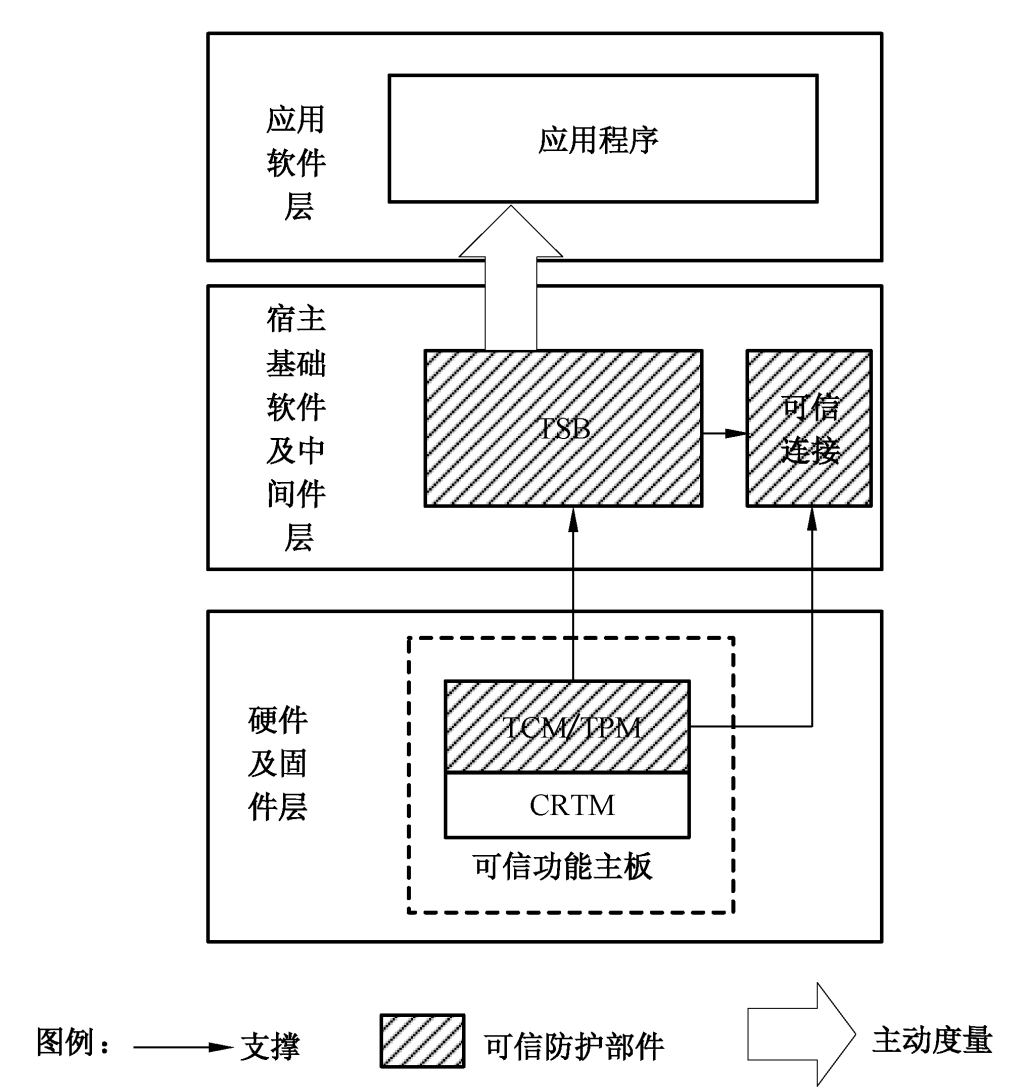 应用
软件
层
应用程序
宿主
基础
软件
及中
间件
层
TSB
可信
连接
硬件
及固
件层
TCM/TPM
CRTM
可信功能主板
图例：
支撑
可信防护部件
主动度量